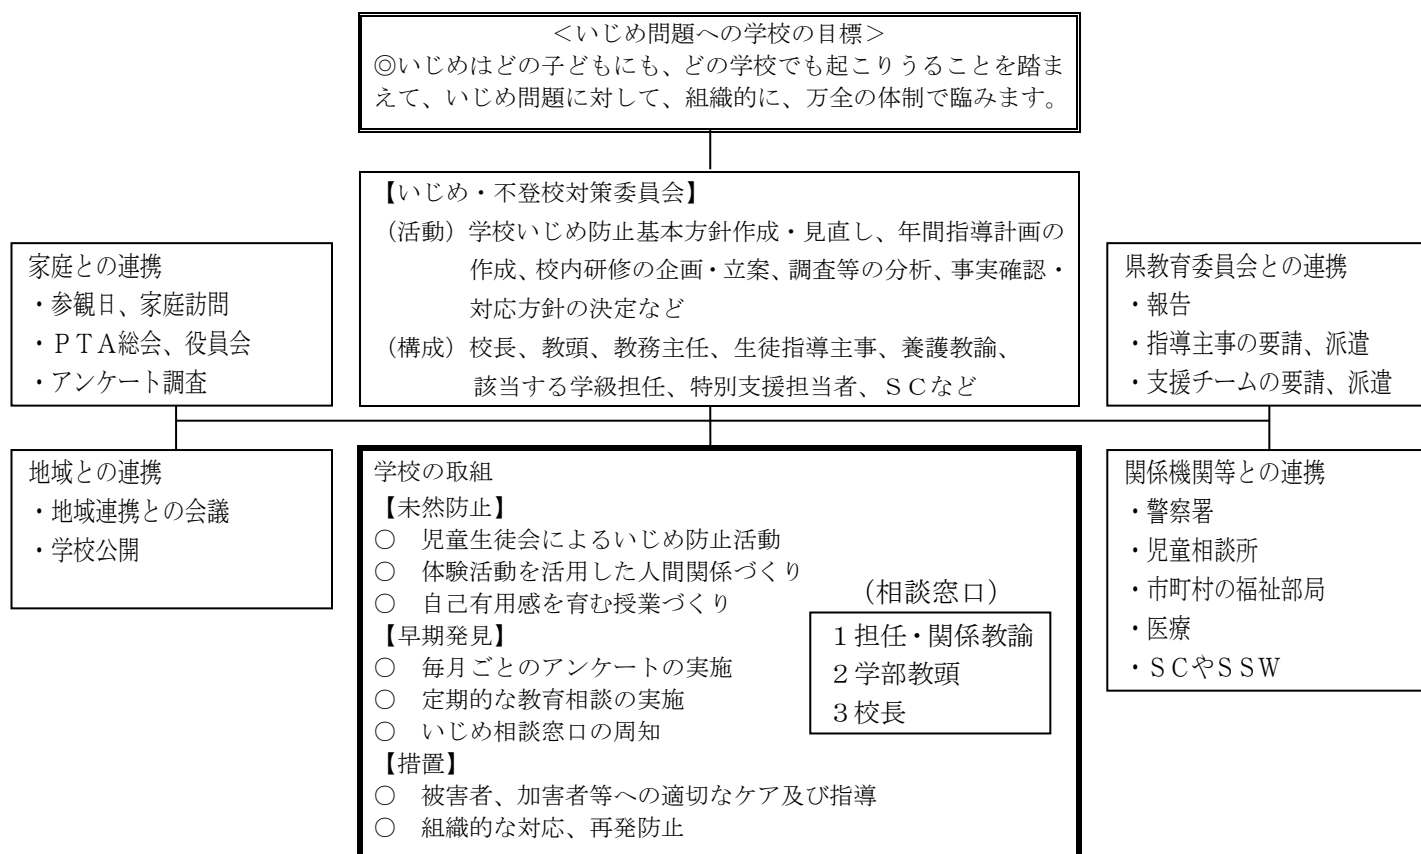 ＜いじめ問題への学校の目標＞
◎いじめはどの子どもにも、どの学校でも起こりうることを踏ま
えて、いじめ問題に対して、組織的に、万全の体制で臨みます。
【いじめ・不登校対策委員会】
（活動）学校いじめ防止基本方針作成・見直し、年間指導計画の
作成、校内研修の企画・立案、調査等の分析、事実確認・
対応方針の決定など
（構成）校長、教頭、教務主任、生徒指導主事、養護教諭、
該当する学級担任、特別支援担当者、ＳＣなど
家庭との連携
・参観日、家庭訪問
・ＰＴＡ総会、役員会
・アンケート調査
県教育委員会との連携
・報告
・指導主事の要請、派遣
・支援チームの要請、派遣
地域との連携
・地域連携との会議
・学校公開
学校の取組
【未然防止】
○　児童生徒会によるいじめ防止活動
○　体験活動を活用した人間関係づくり
○　自己有用感を育む授業づくり
【早期発見】
○　毎月ごとのアンケートの実施
○　定期的な教育相談の実施
○　いじめ相談窓口の周知
【措置】
○　被害者、加害者等への適切なケア及び指導
○　組織的な対応、再発防止
（相談窓口）
１担任・関係教諭
２学部教頭
３校長
関係機関等との連携
・警察署
・児童相談所
・市町村の福祉部局
・医療
・ＳＣやＳＳＷ